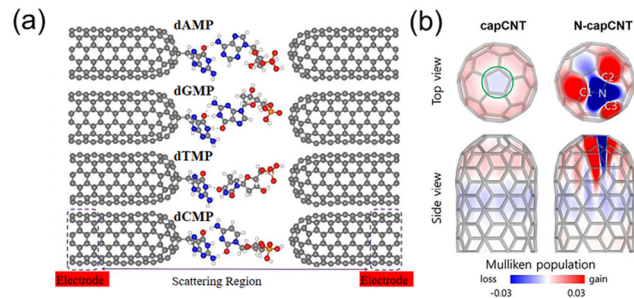 (a)
dAMP
dGMP
dTMP
dCMP
Electrode
Scattering Region
Electrode
(b)
capCNT
N-capCNT
Top view
C1
C2
N
C3
Side view
Mulliken population
loss
gain
-0.03
0.03